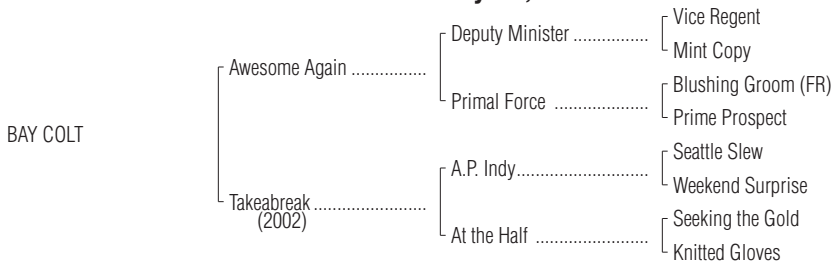 Vice Regent
Deputy Minister ................
Mint Copy
Awesome Again ................
Blushing Groom (FR)
Primal Force ....................
Prime Prospect
BAY COLT
Seattle Slew
A.P. Indy............................
Weekend Surprise
Takeabreak ........................
(2002)
Seeking the Gold
At the Half ........................
Knitted Gloves